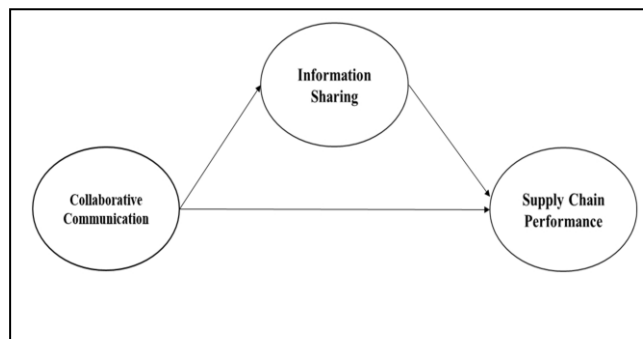 Information
Sharing
Collaborative
Communication
Supply Chain
Performance